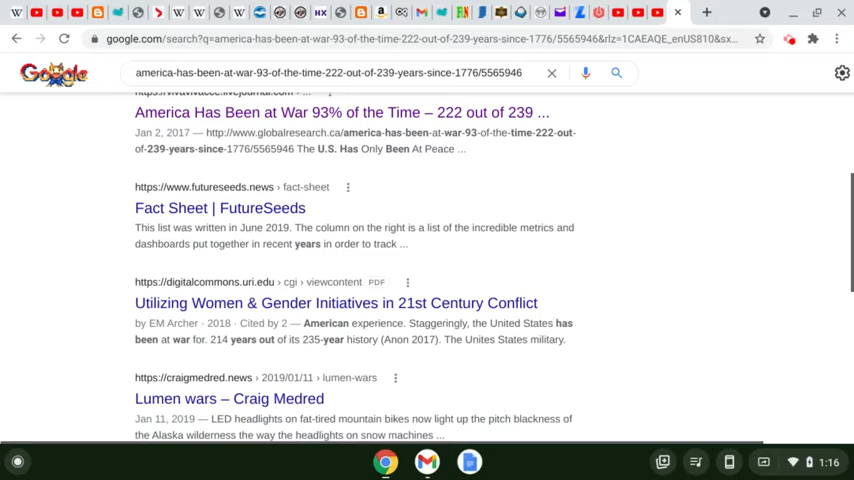 google.com/search?q=america-has-been-at-war-93-of-the-time-222-out-of-239-years-since-1776/5565946&rlz=1CAEAQE_enUS810&sx...
Google
america-has-been-at-war-93-of-the-time-222-out-of-239-years-since-1776/5565946
https://vivavivacce.livejournal.com › ...
America Has Been at War 93% of the Time – 222 out of 239 ...
Jan 2, 2017 — http://www.globalresearch.ca/america-has-been-at-war-93-of-the-time-222-out-
of-239-years-since-1776/5565946 The U.S. Has Only Been At Peace ...
https://www.futureseeds.news › fact-sheet
Fact Sheet | FutureSeeds
This list was written in June 2019. The column on the right is a list of the incredible metrics and
dashboards put together in recent years in order to track ...
https://digitalcommons.uri.edu › cgi › viewcontent PDF
Utilizing Women & Gender Initiatives in 21st Century Conflict
by EM Archer · 2018 · Cited by 2 — American experience. Staggeringly, the United States has
been at war for. 214 years out of its 235-year history (Anon 2017). The Unites States military.
https://craigmedred.news › 2019/01/11 › lumen-wars
Lumen wars – Craig Medred
Jan 11, 2019 — LED headlights on fat-tired mountain bikes now light up the pitch blackness of
the Alaska wilderness the way the headlights on snow machines ...
1:16